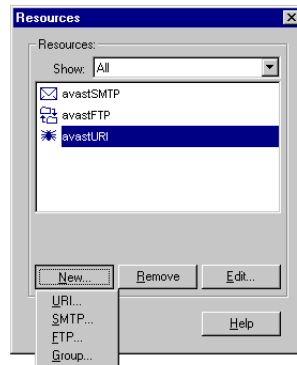 Resources
Resources:
Show: All
avastSMTP
avastFTP
avastURI
New... Remove Edit...
URI...
SMTP...
Help
FTP...
Group...